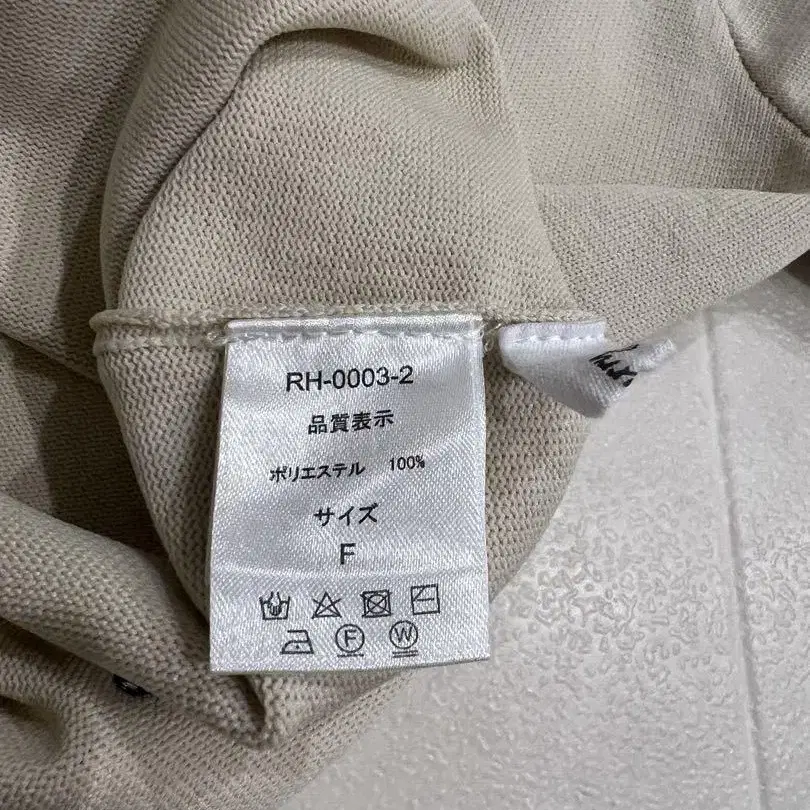 RH-0003-2
品質表示
ポリエステル 100%
サイズ
F
F W